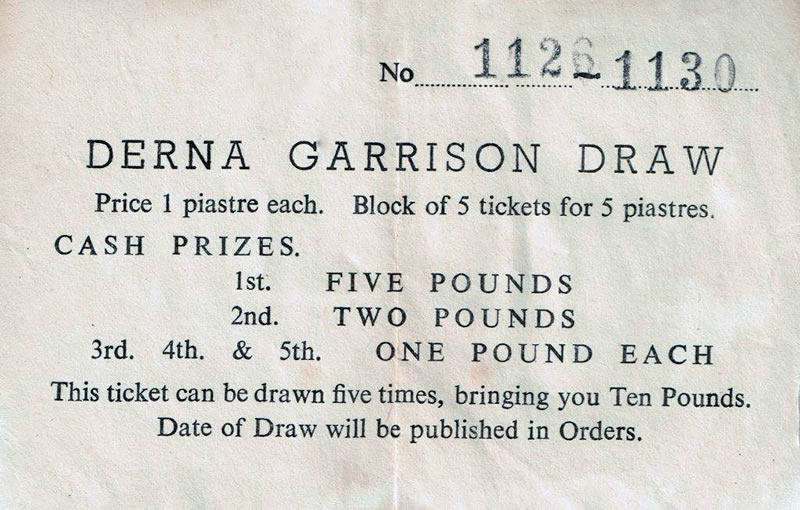 No 1126-1130
DERNA GARRISON DRAW
Price 1 piastre each. Block of 5 tickets for 5 piastres.
CASH PRIZES.
1st. FIVE POUNDS
2nd. TWO POUNDS
3rd. 4th. & 5th. ONE POUND EACH
This ticket can be drawn five times, bringing you Ten Pounds.
Date of Draw will be published in Orders.